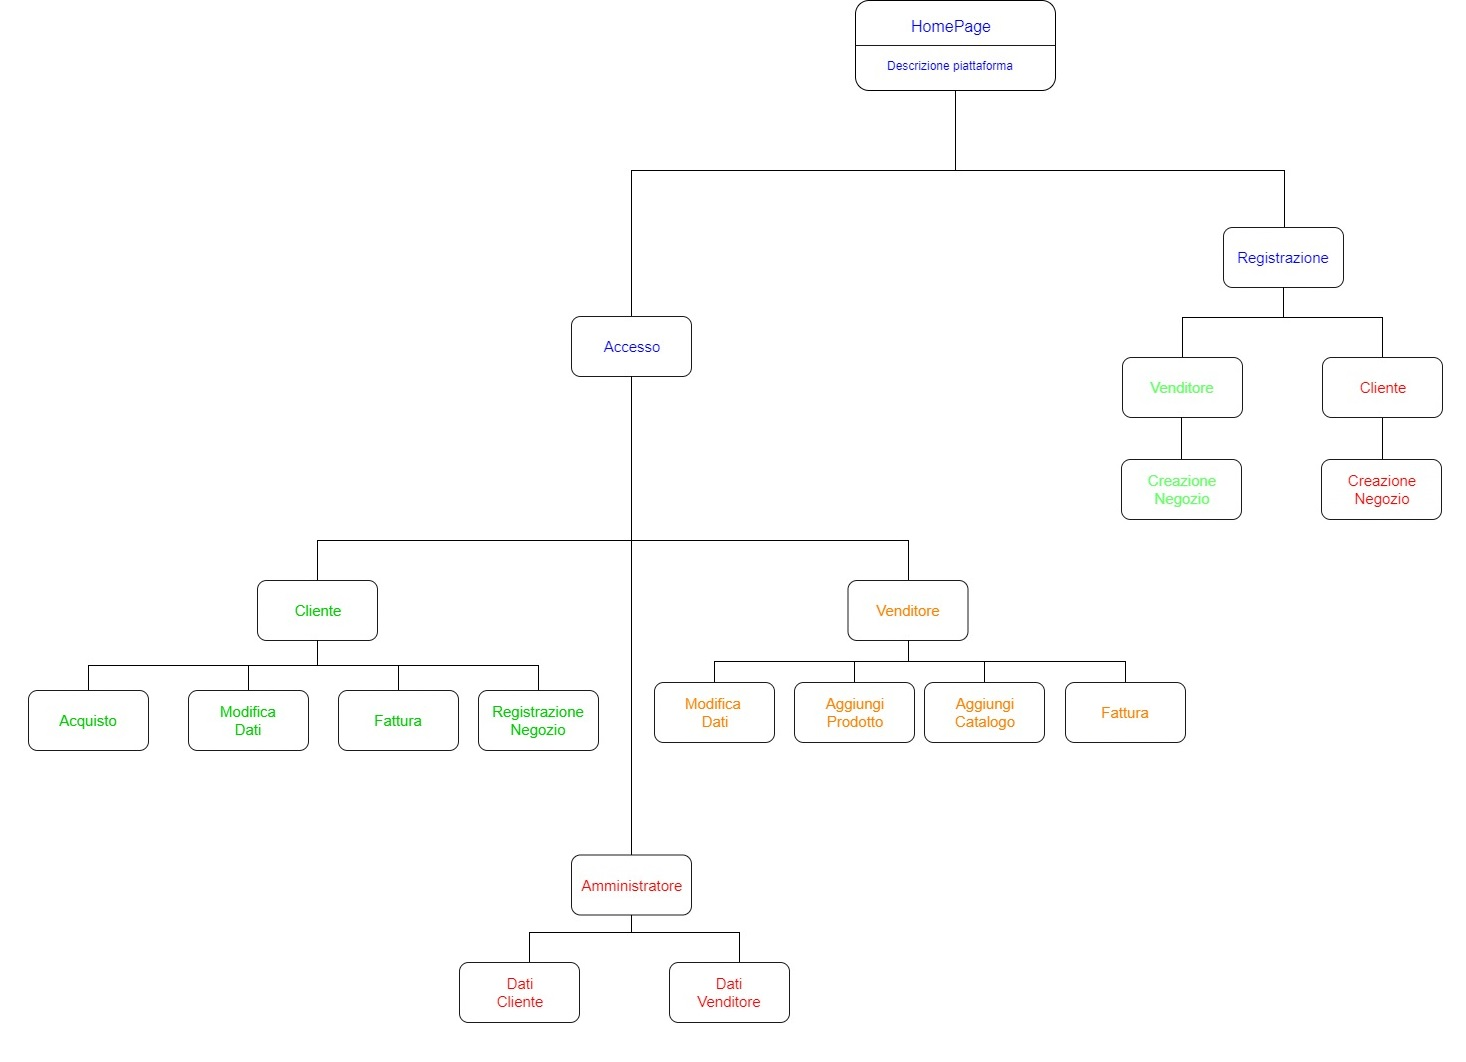 HomePage
Descrizione piattaforma
Registrazione
Accesso
Venditore
Cliente
Creazione
Negozio
Creazione
Negozio
Cliente
Venditore
Acquisto
Modifica
Dati
Fattura
Registrazione
Negozio
Modifica
Dati
Aggiungi
Prodotto
Aggiungi
Catalogo
Fattura
Amministratore
Dati
Cliente
Dati
Venditore